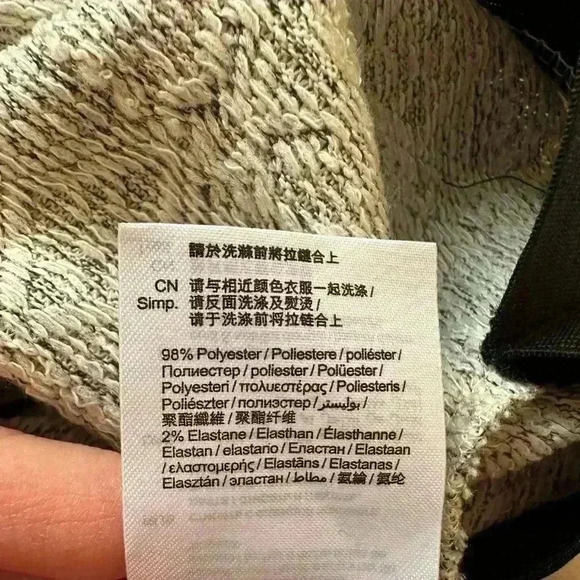 請於洗滌前將拉鏈合上
CN 请与相近颜色衣服一起洗涤/
Simp. 请反面洗涤及熨烫/
请于洗涤前将拉链合上
98% Polyester / Poliestere / poliéster /
Полиестер / poliester / Polüester /
Polyesteri / πολυεστέρας / Poliesteris /
Poliészter / полиэстер / بوليستر /
聚酯纖維 / 聚酯纤维
2% Elastane / Elasthan / Élasthanne /
Elastan / elastario / Еластан / Elastaan
/ ελαστομερής / Elastāns / Elastanas /
Elasztán / эластан / مطاط / 氨綸 / 氨纶